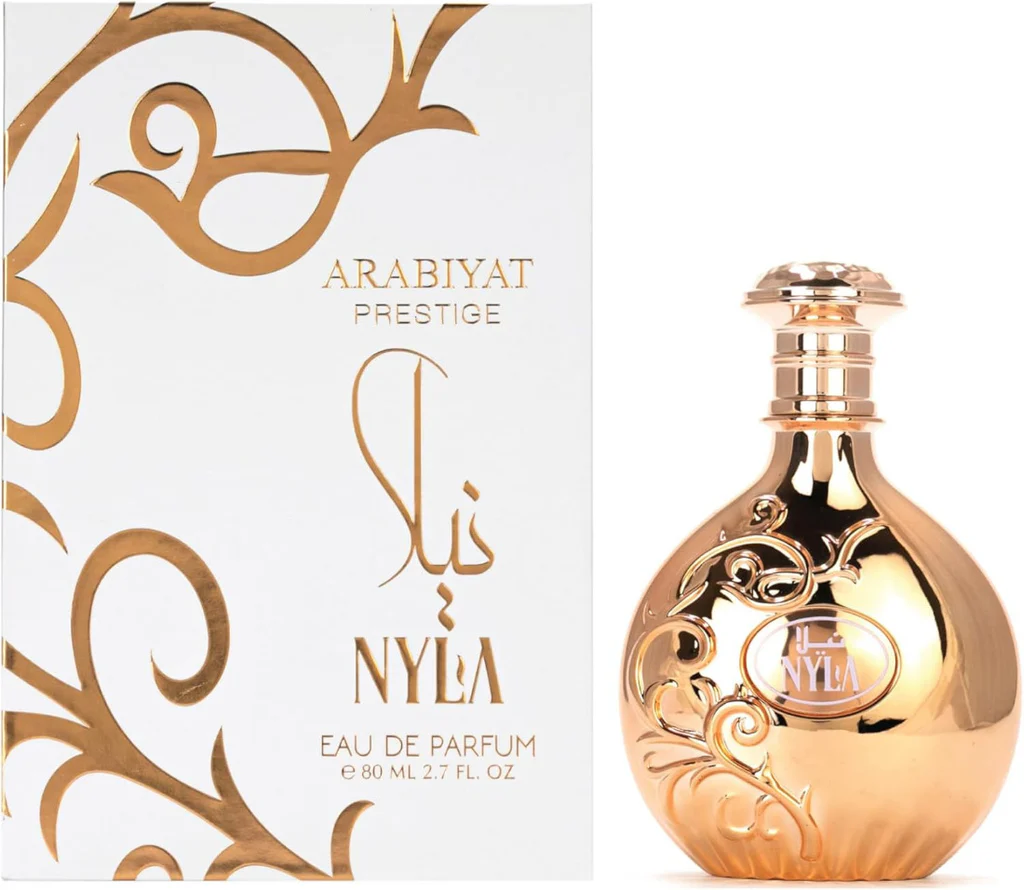 ARABIYAT
PRESTIGE
نيلا
NYLA
EAU DE PARFUM
℮ 80 ML 2.7 FL. OZ
نيلا
NYLA